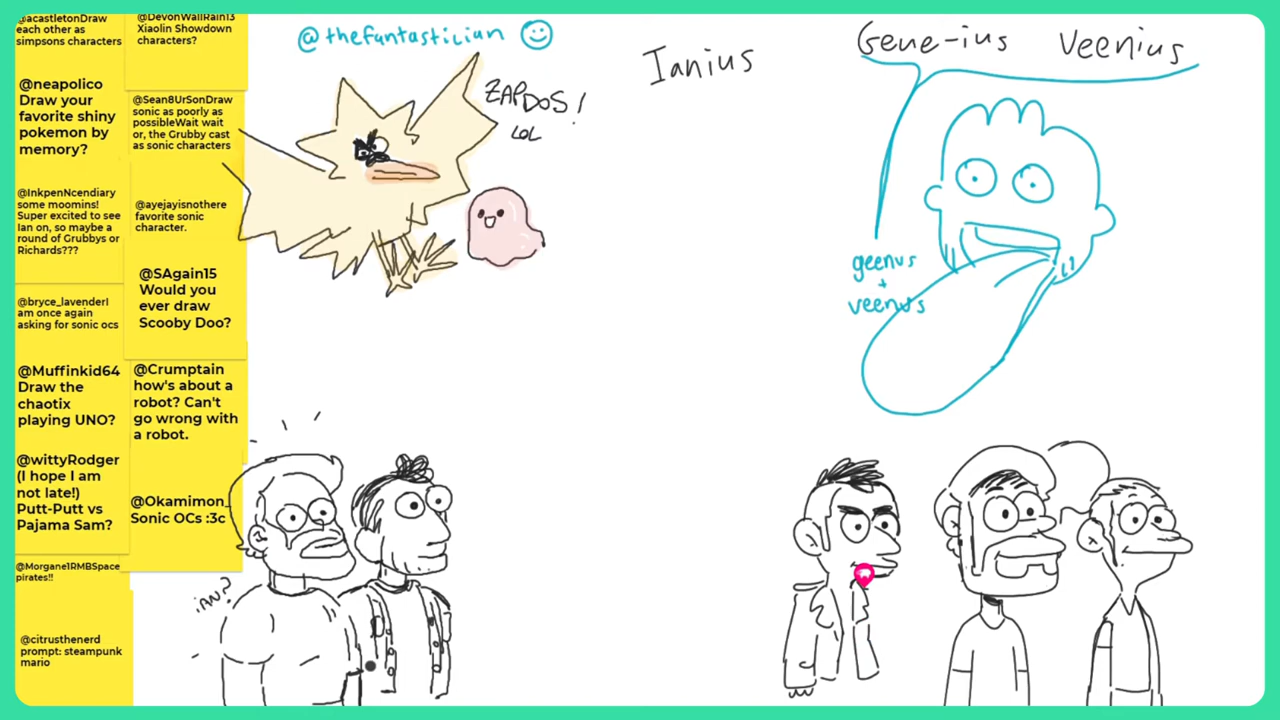 @acastletonDraw
each other as
simpsons characters
@DevonWallRain13
Xiaolin Showdown
characters?
@neapolico
Draw your
favorite shiny
pokemon by
memory?
@Sean8UrSonDraw
sonic as poorly as
possibleWait wait
or, the Grubby cast
as sonic characters
@InkpenNcendiary
some moomins!
Super excited to see
Ian on, so maybe a
round of Grubbys or
Richards???
@ayejayisnothere
favorite sonic
character.
@SAgain15
Would you
ever draw
Scooby Doo?
@bryce_lavenderI
am once again
asking for sonic ocs
@Muffinkid64
Draw the
chaotix
playing UNO?
@Crumptain
how's about a
robot? Can't
go wrong with
a robot.
@wittyRodger
(I hope I am
not late!)
Putt-Putt vs
Pajama Sam?
@Okamimon_
Sonic OCs :3c
@Morgane1RMBSpace
pirates!!
@citrusthenerd
prompt: steampunk
mario
@thefantastician
ZAPDOS!
LOL
Ianius
Gene-ius
Veenius
geenus
+
veenus
iAN?